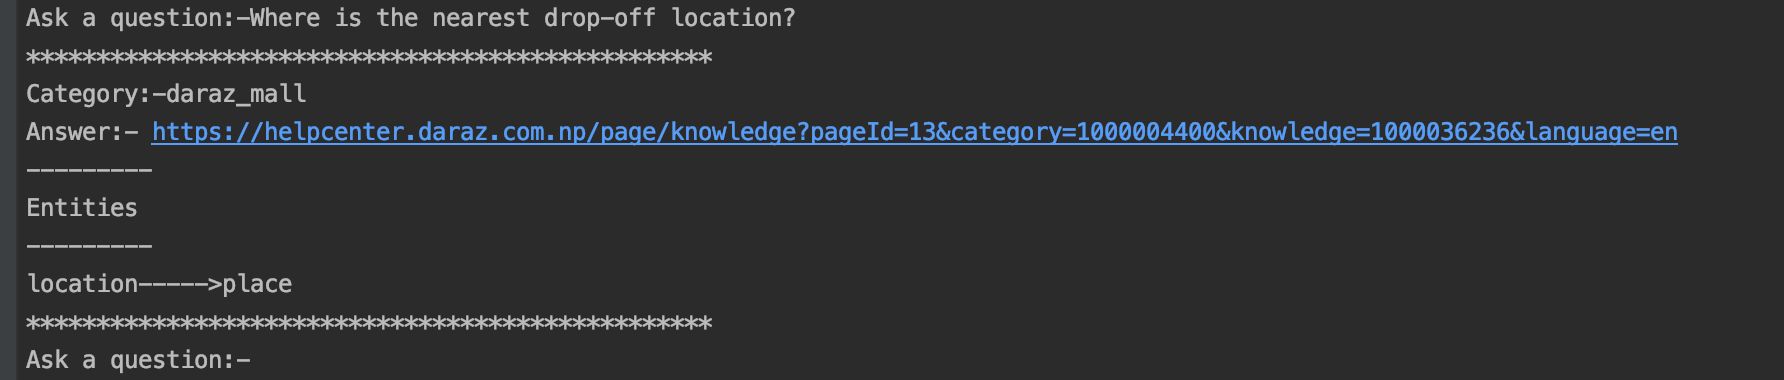 Ask a question:-Where is the nearest drop-off location?
*************************************************
Category:-daraz_mall
Answer:- https://helpcenter.daraz.com.np/page/knowledge?pageId=13&category=1000004400&knowledge=1000036236&language=en
---------
Entities
---------
location----->place
*************************************************
Ask a question:-